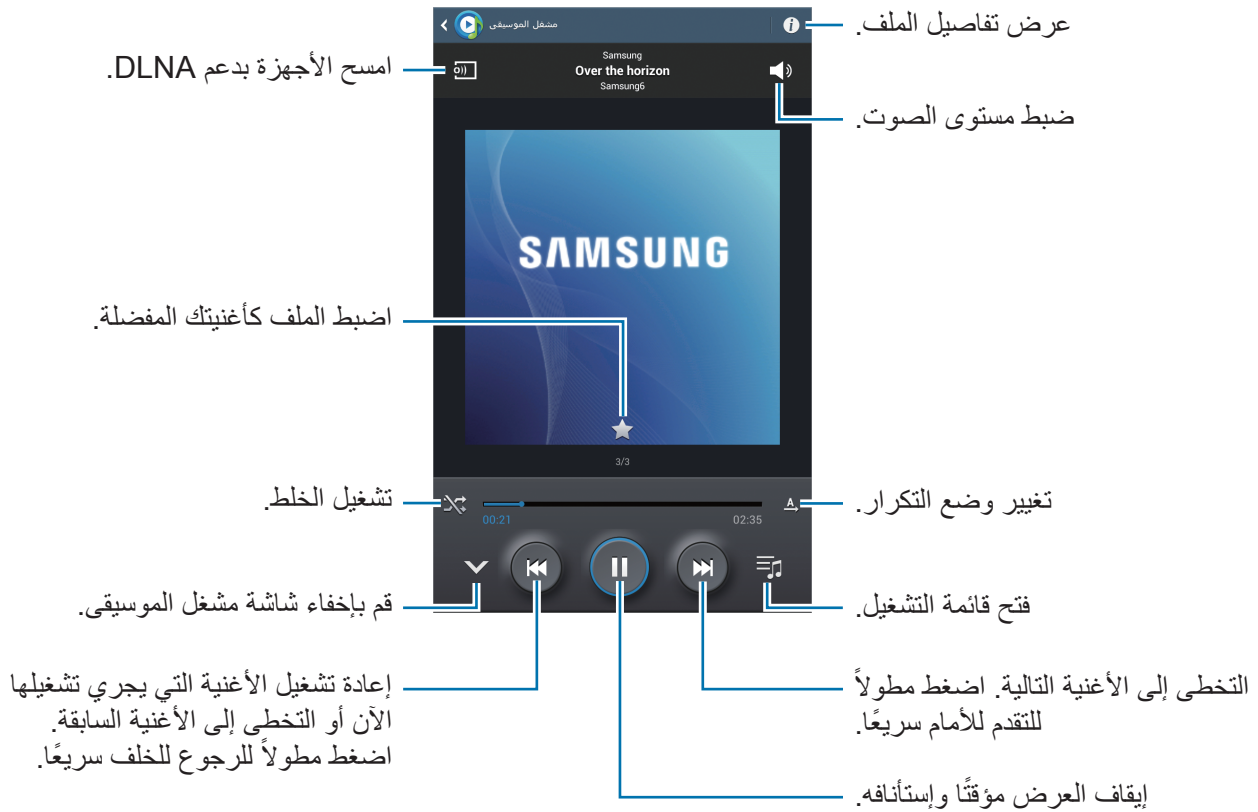 مشغل الموسيقى
عرض تفاصيل الملف.
Samsung
Over the horizon
Samsung6
امسح الأجهزة بدعم DLNA.
ضبط مستوى الصوت.
SAMSUNG
اضبط الملف كأغنيتك المفضلة.
3/3
تغيير وضع التكرار.
تشغيل الخلط.
00:21
02:35
A
فتح قائمة التشغيل.
قم بإخفاء شاشة مشغل الموسيقى.
التخطى إلى الأغنية التالية. اضغط مطولاً
للتقدم للأمام سريعًا.
إعادة تشغيل الأغنية التي يجري تشغيلها
الآن أو التخطى إلى الأغنية السابقة.
اضغط مطولاً للرجوع للخلف سريعًا.
إيقاف العرض مؤقتًا وإستأنافه.